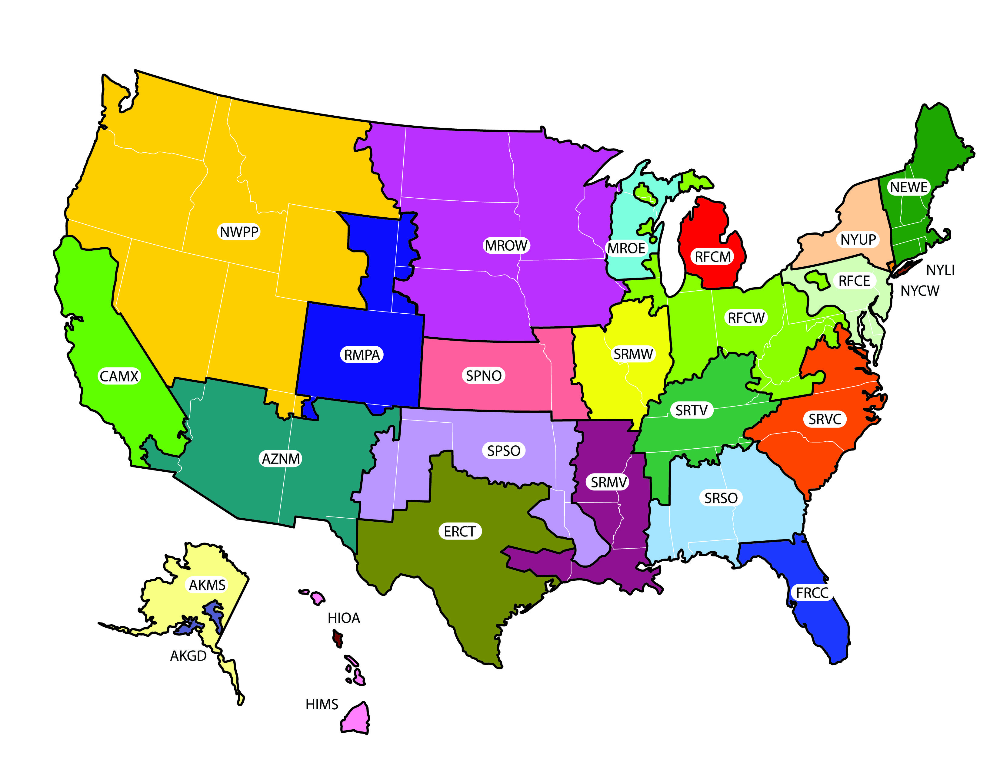 NEWE
NWPP
NYUP
MROW
MROE
RFCM
NYLI
RFCE
NYCW
RFCW
RMPA
SRMW
CAMX
SPNO
SRTV
SRVC
SPSO
AZNM
SRMV
SRSO
ERCT
AKMS
FRCC
HIOA
AKGD
HIMS